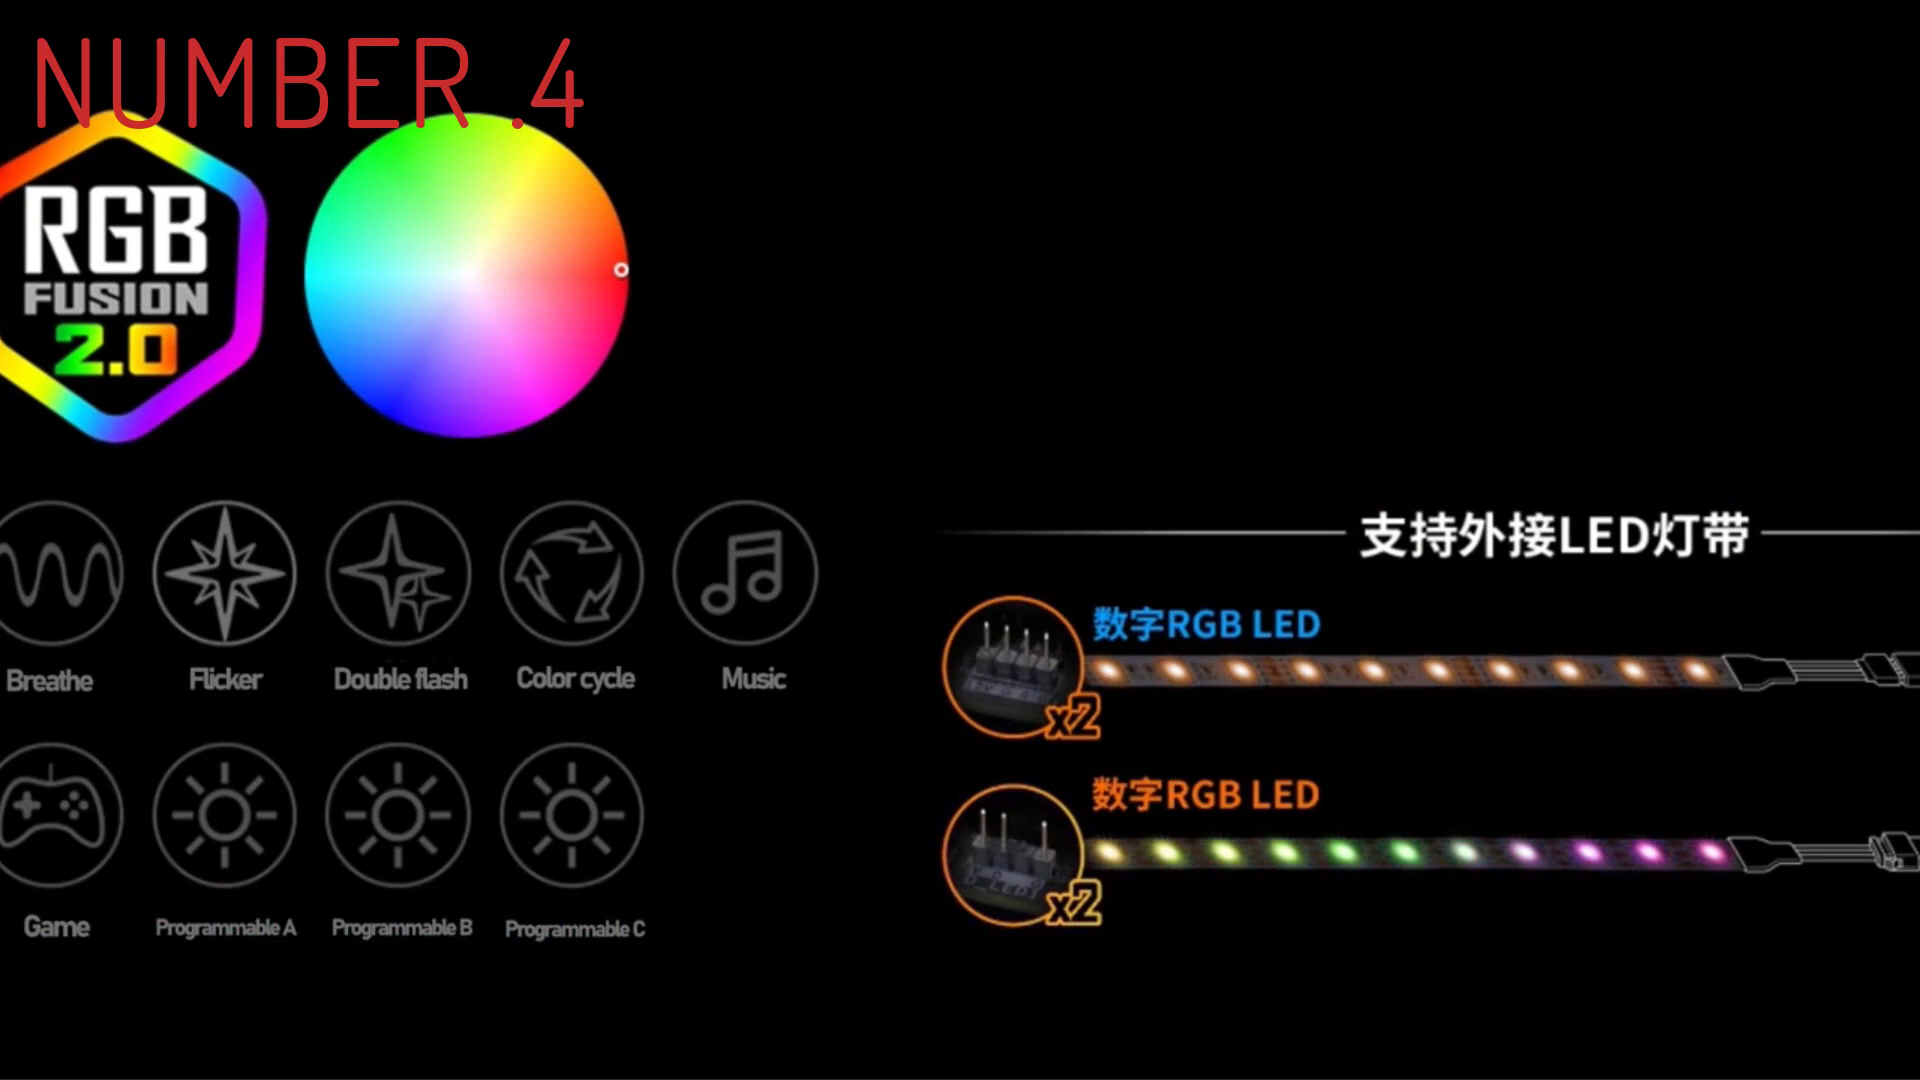 NUMBER .4
RGB
FUSION
2.0
Breathe
Flicker
Double flash
Color cycle
Music
Game
Programmable A
Programmable B
Programmable C
支持外接LED灯带
数字RGB LED
x2
数字RGB LED
D_LED1
x2